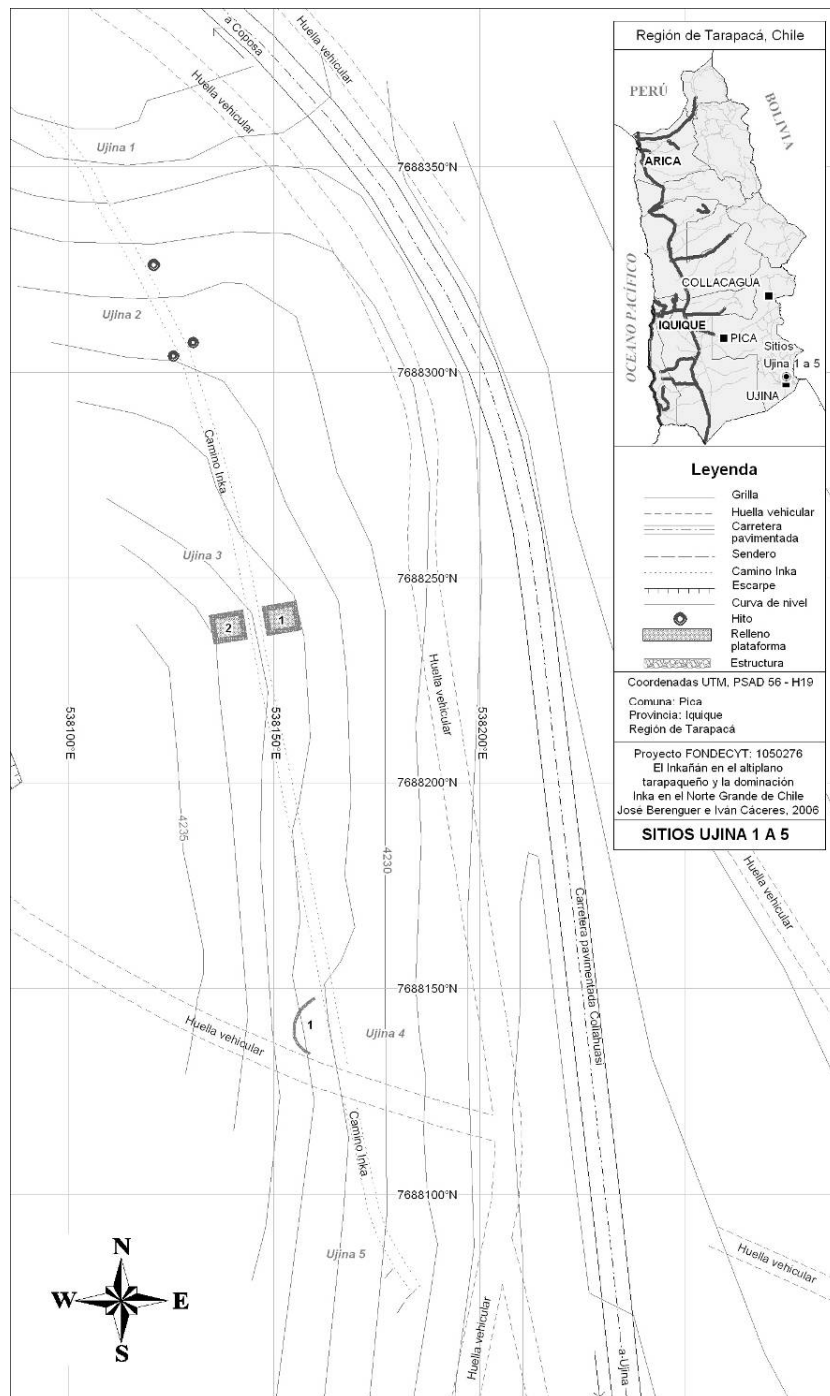 a Coposa
Huella vehicular
Huella vehicular
Ujina 1
7688350°N
Ujina 2
7688300°N
Camino Inka
Ujina 3
7688250°N
2
1
Huella vehicular
538100°E
538150°E
538200°E
7688200°N
4235
4230
Carretera pavimentada Collahuasi
Huella vehicular
7688150°N
1
Ujina 4
Huella vehicular
Camino Inka
7688100°N
Ujina 5
Huella vehicular
Huella vehicular
a Ujina
N
W
E
S
Región de Tarapacá, Chile
PERÚ
BOLIVIA
ARICA
OCEANO PACÍFICO
COLLACAGUA
IQUIQUE
PICA
Sitios
Ujina 1 a 5
UJINA
Leyenda
Grilla
Huella vehicular
Carretera
pavimentada
Sendero
Camino Inka
Escarpe
Curva de nivel
Hito
Relleno
plataforma
Estructura
Coordenadas UTM, PSAD 56 - H19
Comuna: Pica
Provincia: Iquique
Región de Tarapacá
Proyecto FONDECYT: 1050276
El Inkañán en el altiplano
tarapaqueño y la dominación
Inka en el Norte Grande de Chile
José Berenguer e Iván Cáceres, 2006
SITIOS UJINA 1 A 5